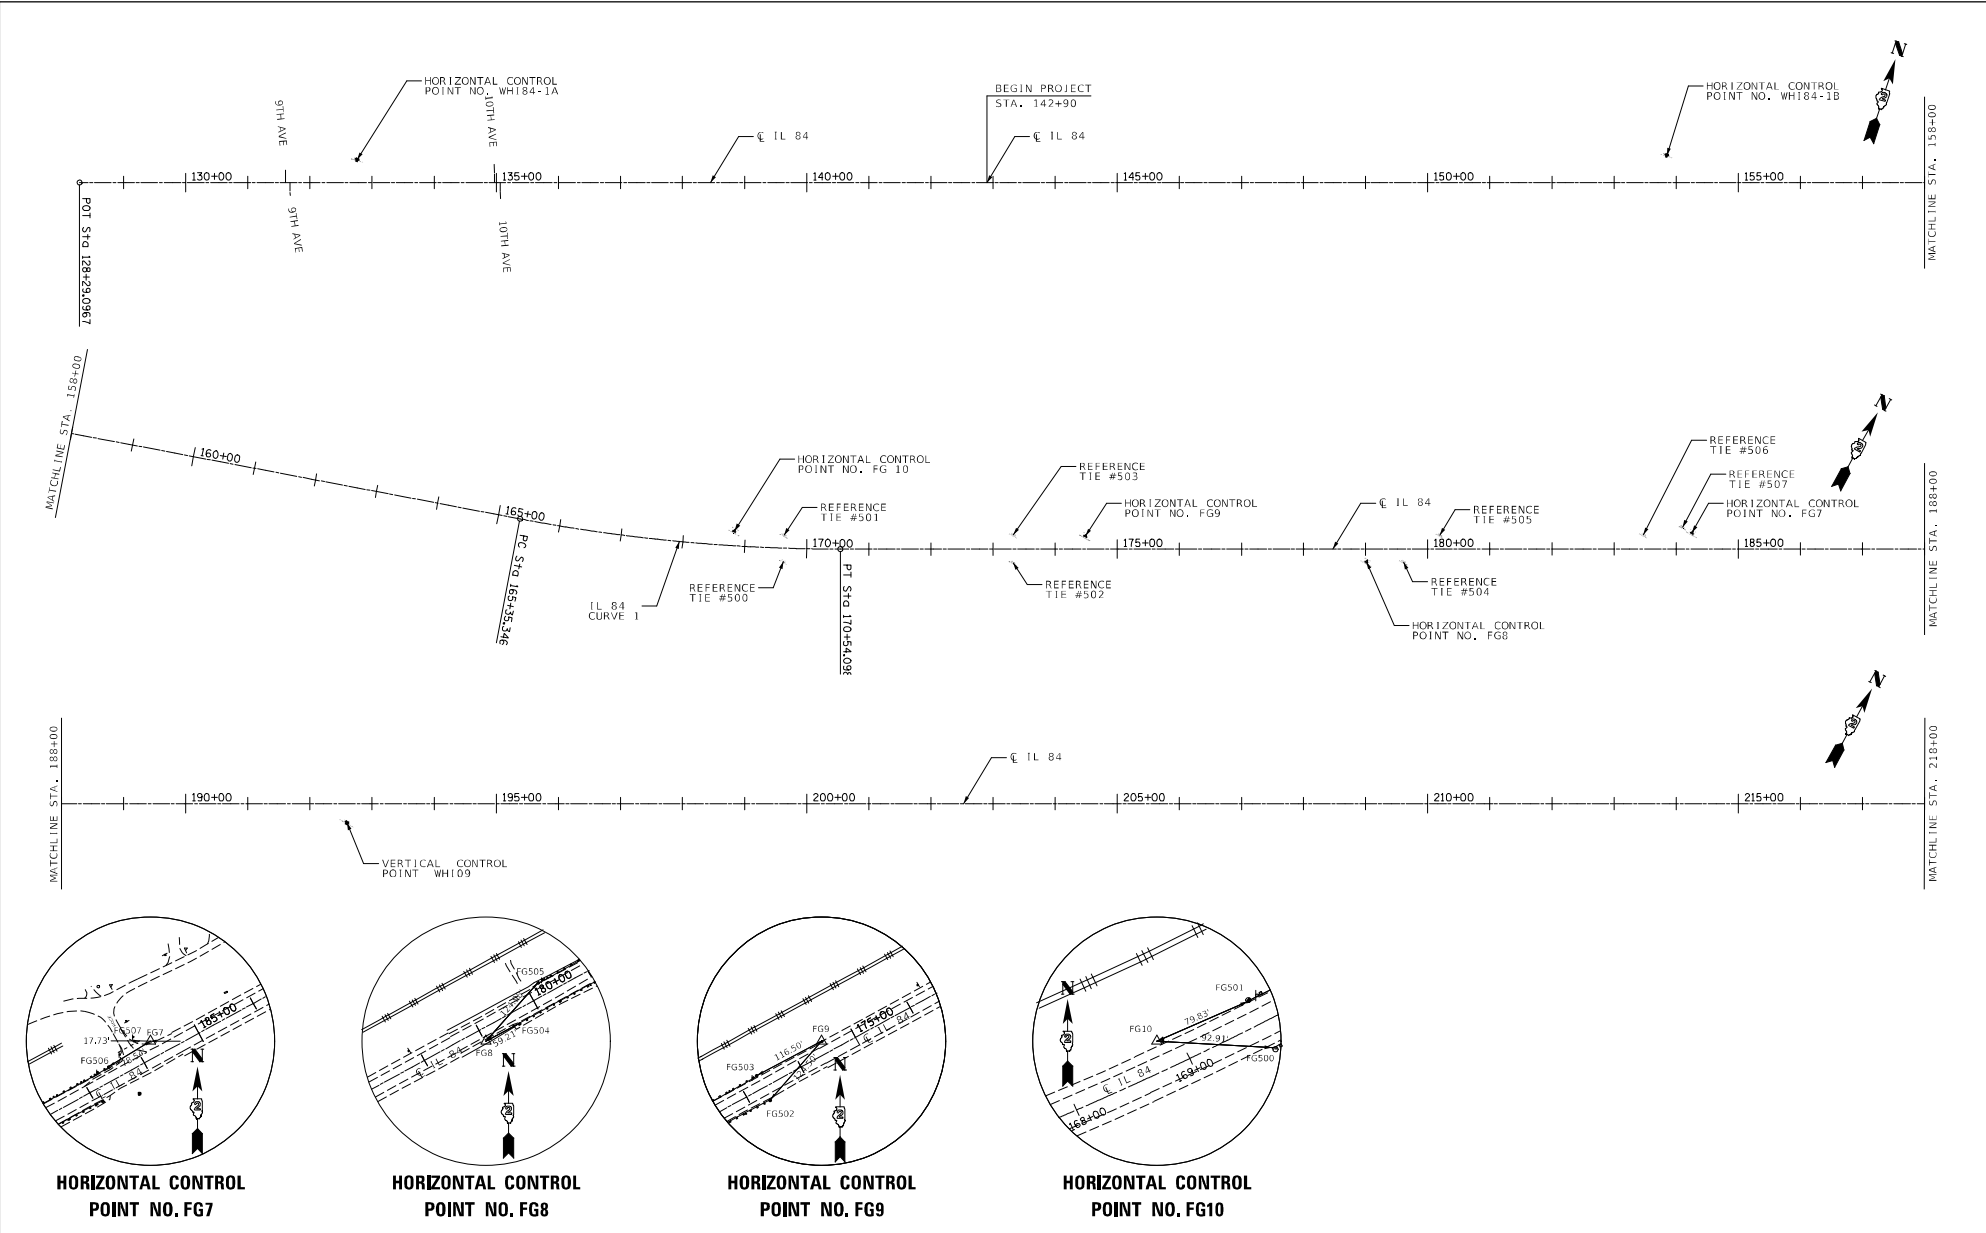 HORIZONTAL CONTROL
POINT NO. WHI84-1A
9TH AVE
10TH AVE
BEGIN PROJECT
STA. 142+90
℄ IL 84
℄ IL 84
HORIZONTAL CONTROL
POINT NO. WHI84-1B
N
130+00
135+00
140+00
145+00
150+00
155+00
MATCHLINE STA. 158+00
POT Sta 128+29.0967
9TH AVE
10TH AVE
MATCHLINE STA. 158+00
160+00
165+00
PC Sta 165+35.346
IL 84
CURVE 1
HORIZONTAL CONTROL
POINT NO. FG 10
REFERENCE
TIE #501
REFERENCE
TIE #500
170+00
PT Sta 170+54.098
REFERENCE
TIE #503
HORIZONTAL CONTROL
POINT NO. FG9
REFERENCE
TIE #502
175+00
℄ IL 84
REFERENCE
TIE #505
180+00
REFERENCE
TIE #504
HORIZONTAL CONTROL
POINT NO. FG8
REFERENCE
TIE #506
REFERENCE
TIE #507
HORIZONTAL CONTROL
POINT NO. FG7
185+00
N
MATCHLINE STA. 188+00
MATCHLINE STA. 188+00
190+00
195+00
200+00
205+00
210+00
215+00
℄ IL 84
VERTICAL CONTROL
POINT WHI09
N
MATCHLINE STA. 218+00
185+00
FG507
FG7
17.73'
FG506
℄ IL 84
N
HORIZONTAL CONTROL
POINT NO. FG7
FG505
180+00
FG504
59.21'
FG8
℄ IL 84
N
HORIZONTAL CONTROL
POINT NO. FG8
FG9
175+00
℄ IL 84
116.50'
FG503
FG502
N
HORIZONTAL CONTROL
POINT NO. FG9
N
FG501
79.83'
FG10
92.91'
FG500
169+00
℄ IL 84
168+00
HORIZONTAL CONTROL
POINT NO. FG10